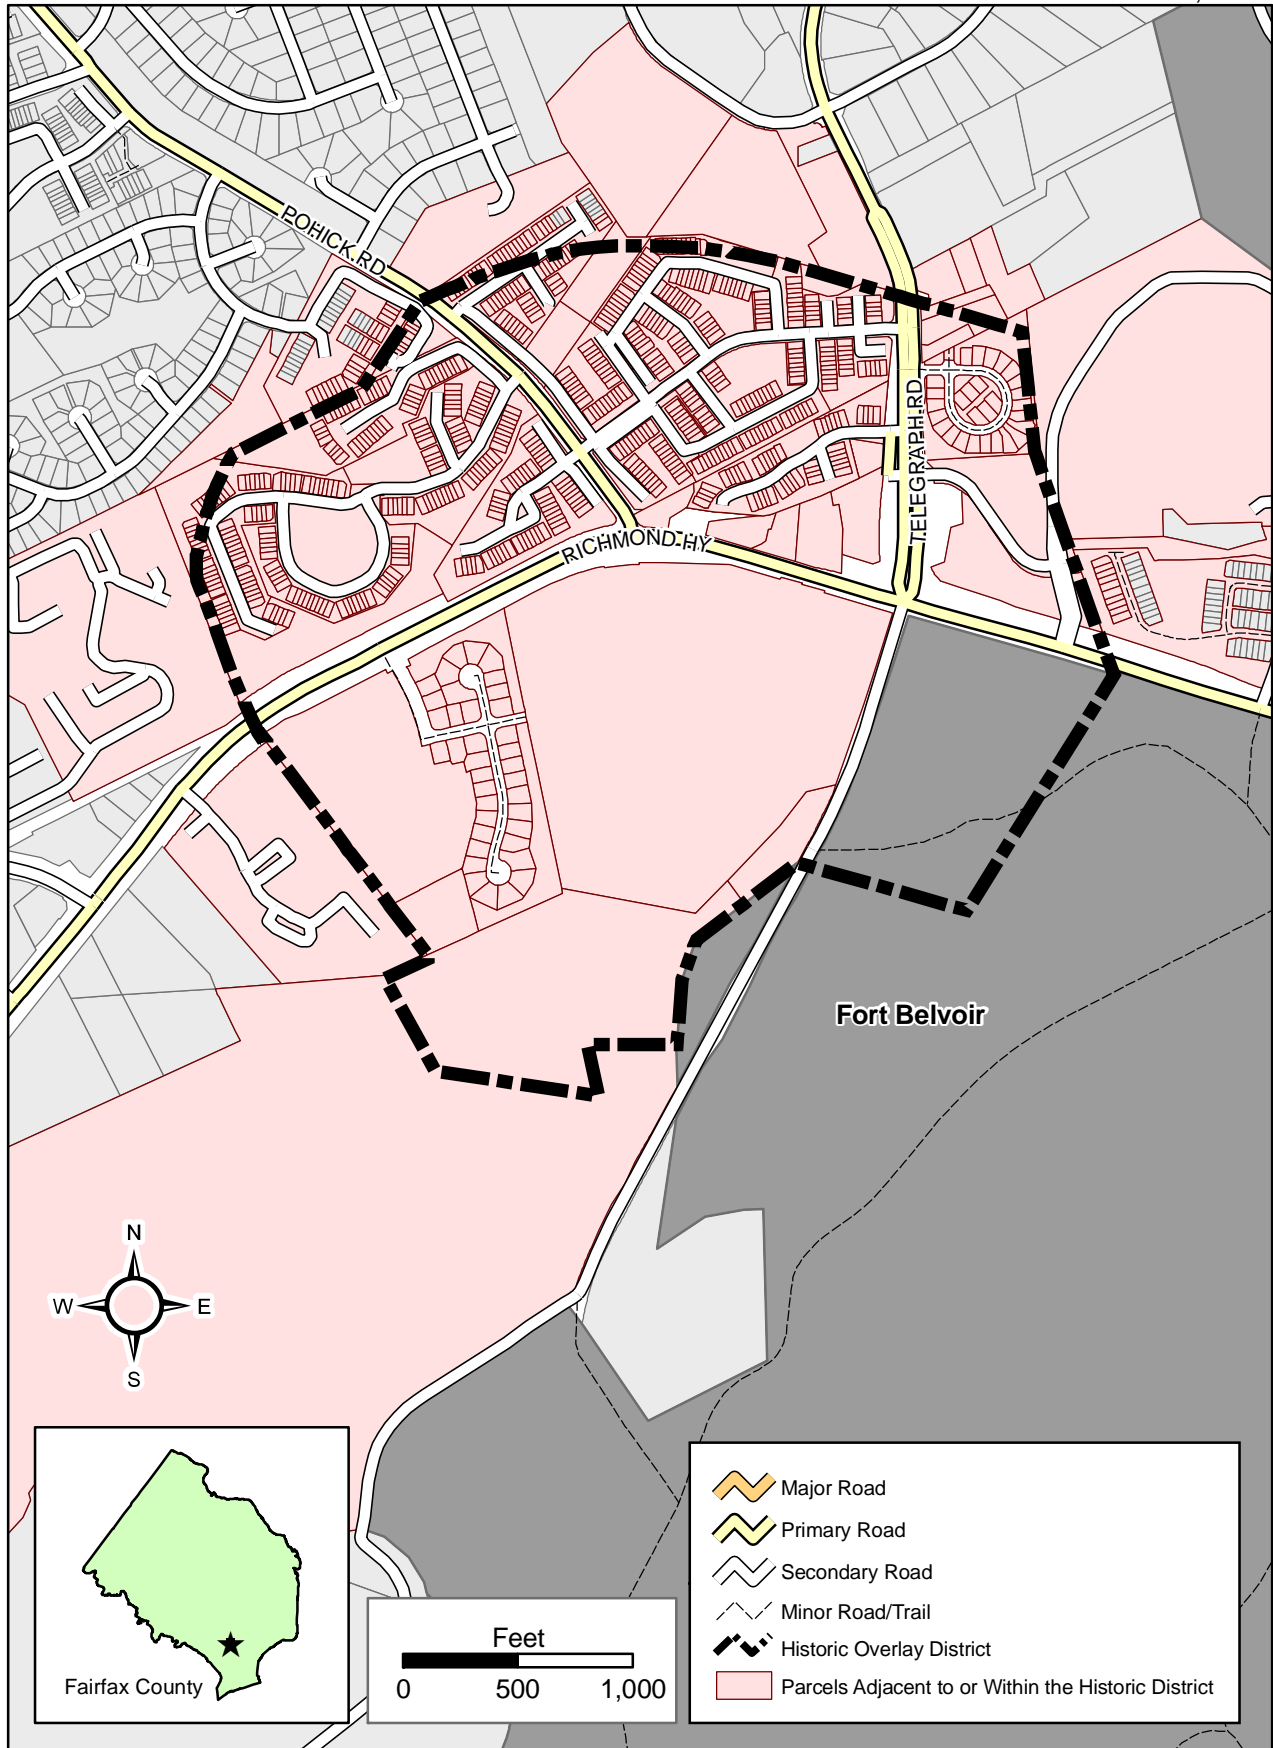 POHICK RD
TELEGRAPH RD
RICHMOND HY
Fort Belvoir
N
W E
S
Fairfax County
Feet
0 500 1,000
Major Road
Primary Road
Secondary Road
Minor Road/Trail
Historic Overlay District
Parcels Adjacent to or Within the Historic District